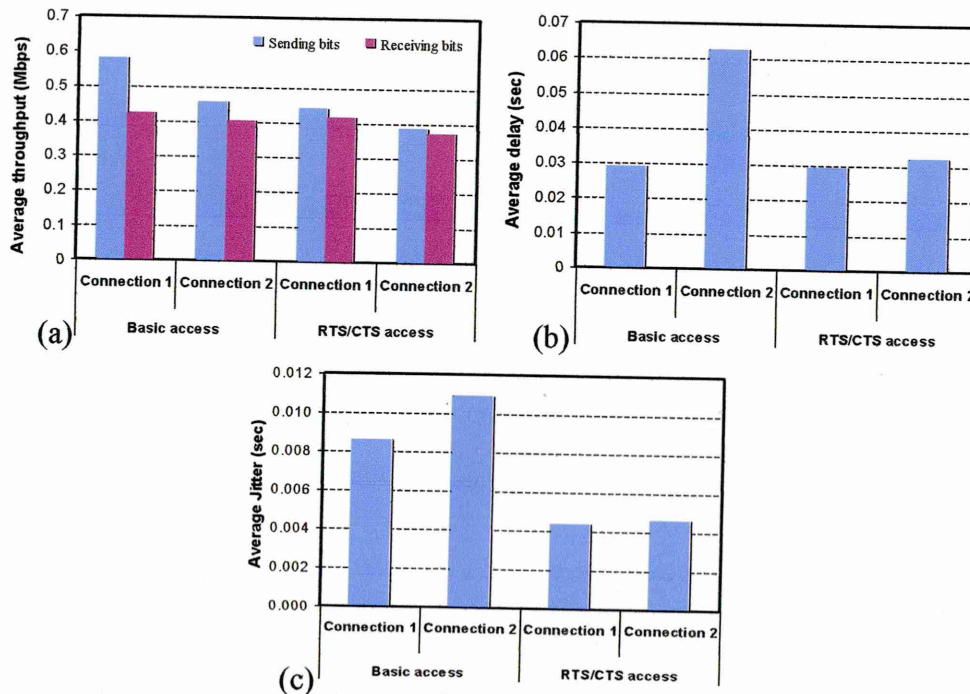 0.7
0.6
0.5
0.4
0.3
0.2
0.1
0
Average throughput (Mbps)
Sending bits
Receiving bits
Connection 1
Connection 2
Connection 1
Connection 2
Basic access
RTS/CTS access
(a)
0.07
0.06
0.05
0.04
0.03
0.02
0.01
0
Average delay (sec)
Connection 1
Connection 2
Connection 1
Connection 2
Basic access
RTS/CTS access
(b)
0.012
0.010
0.008
0.006
0.004
0.002
0.000
Average Jitter (sec)
Connection 1
Connection 2
Connection 1
Connection 2
Basic access
RTS/CTS access
(c)